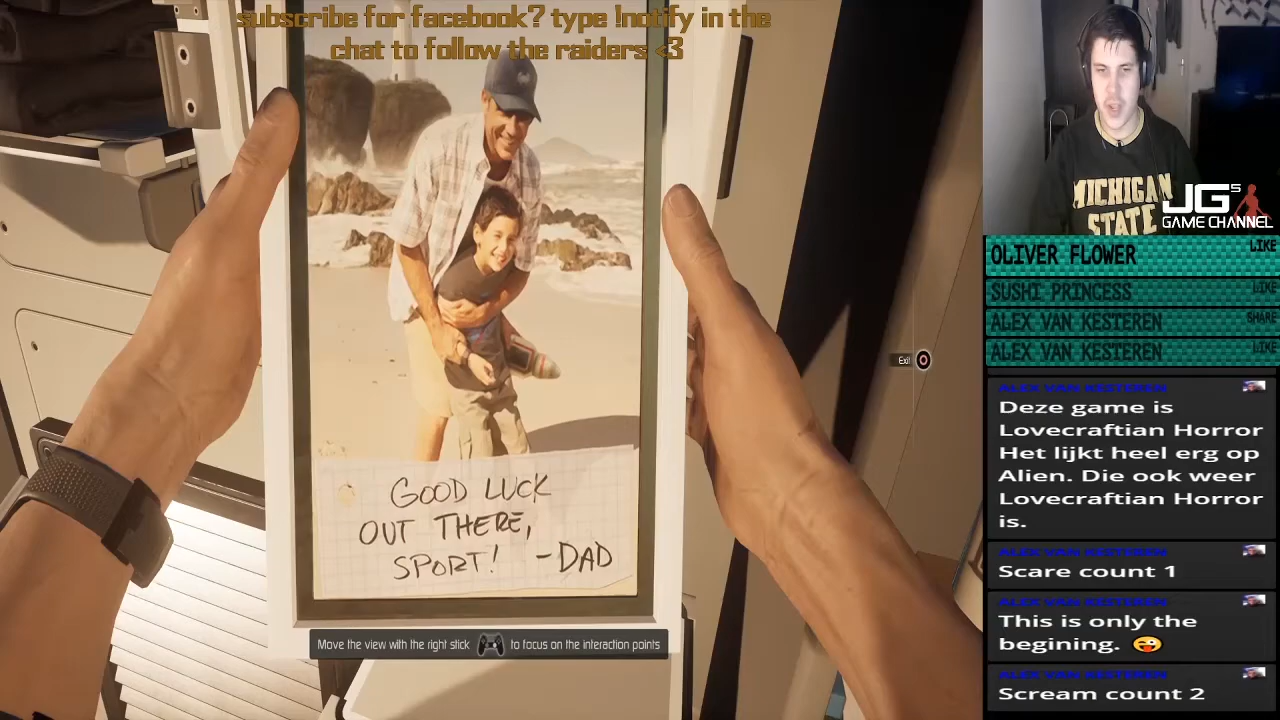 subscribe for facebook? type !notify in the
chat to follow the raiders <3
GOOD LUCK
OUT THERE,
SPORT! -DAD
Exit
Move the view with the right stick to focus on the interaction points
MICHIGAN
STATE
JG5
GAME CHANNEL
OLIVER FLOWER LIKE
SUSHI PRINCESS LIKE
ALEX VAN KESTEREN SHARE
ALEX VAN KESTEREN LIKE
ALEX VAN KESTEREN
Deze game is
Lovecraftian Horror
Het lijkt heel erg op
Alien. Die ook weer
Lovecraftian Horror
is.
ALEX VAN KESTEREN
Scare count 1
ALEX VAN KESTEREN
This is only the
begining. 😜
ALEX VAN KESTEREN
Scream count 2